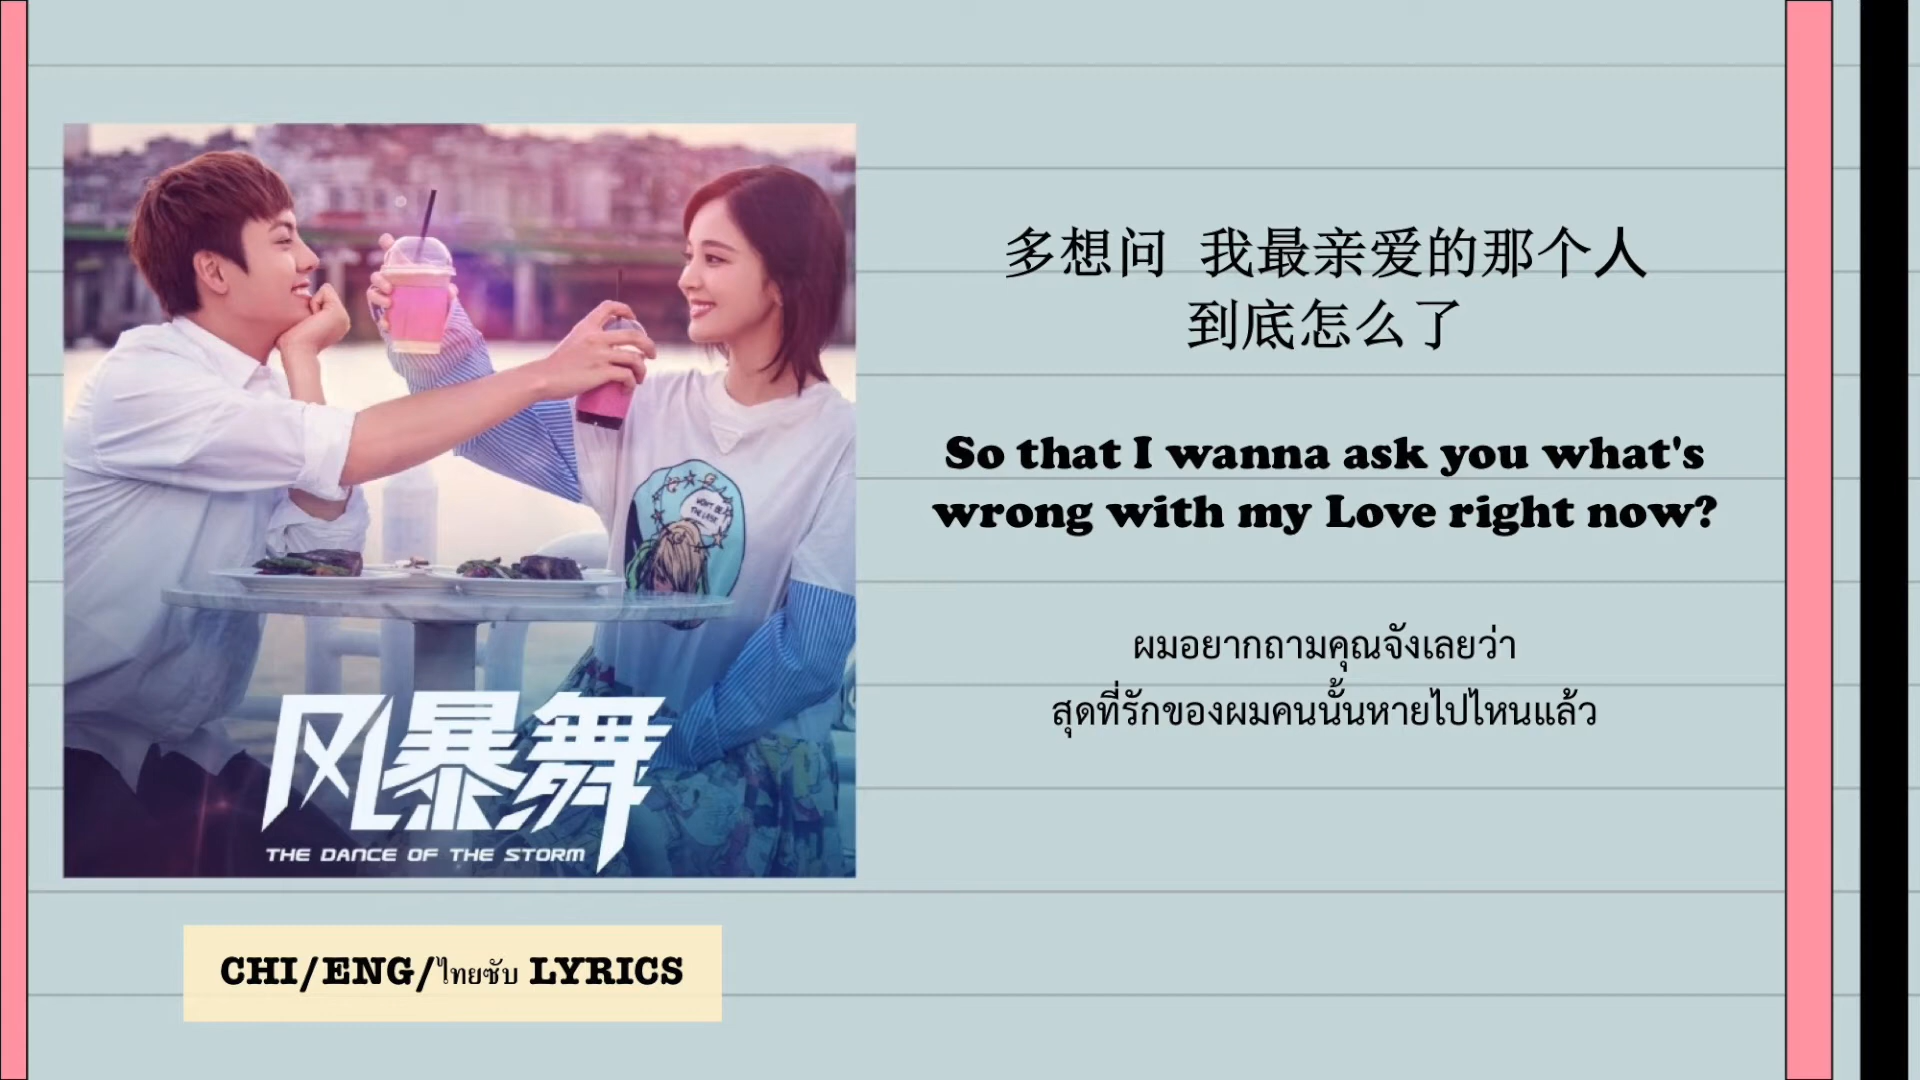 多想问 我最亲爱的那个人
到底怎么了
So that I wanna ask you what's
wrong with my Love right now?
ผมอยากถามคุณจังเลยว่า
สุดที่รักของผมคนนั้นหายไปไหนแล้ว
风暴舞
THE DANCE OF THE STORM
CHI/ENG/ไทยซับ LYRICS